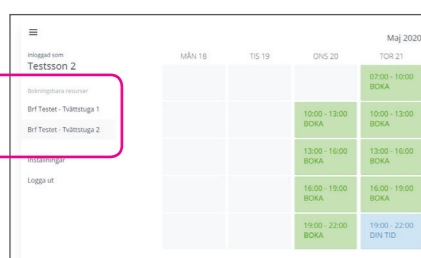 Maj 2020
Inloggad som
Testsson 2
MÅN 18
TIS 19
ONS 20
TOR 21
Bokningsbara resurser
Brf Testet - Tvättstuga 1
Brf Testet - Tvättstuga 2
Inställningar
Logga ut
07:00 - 10:00
BOKA
10:00 - 13:00
BOKA
10:00 - 13:00
BOKA
13:00 - 16:00
BOKA
13:00 - 16:00
BOKA
16:00 - 19:00
BOKA
16:00 - 19:00
BOKA
19:00 - 22:00
BOKA
19:00 - 22:00
DIN TID